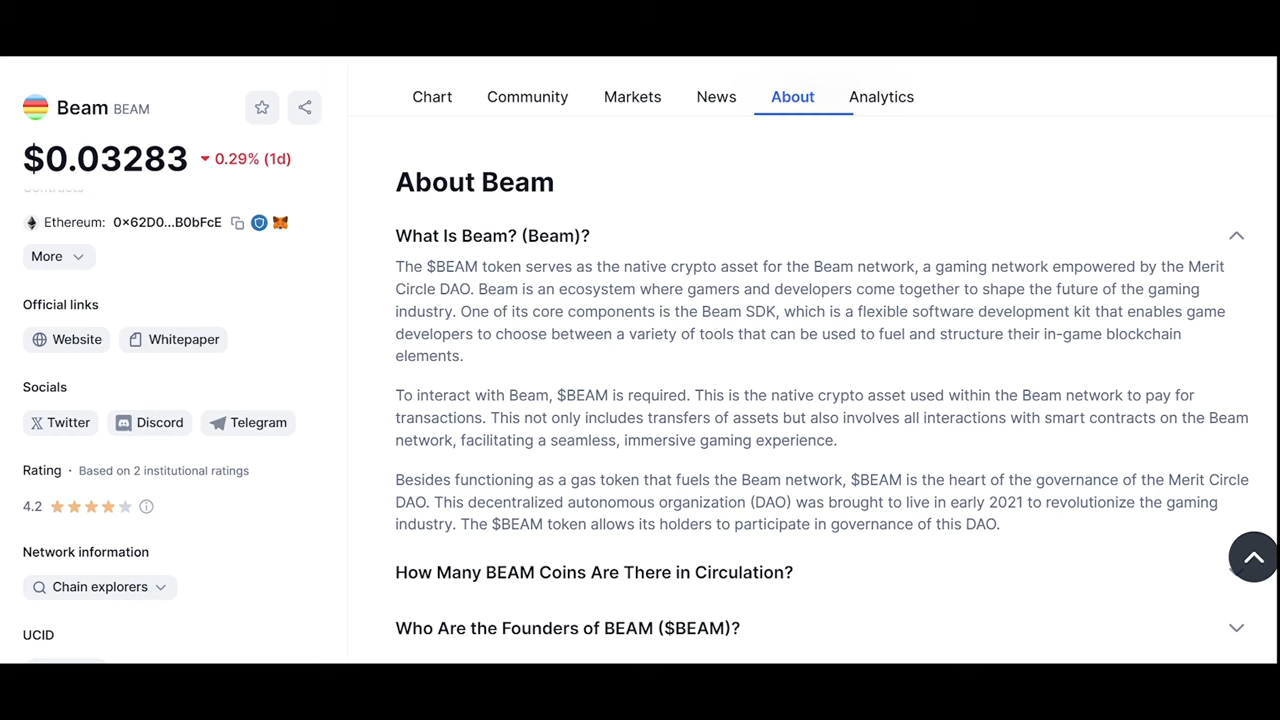 Beam BEAM
$0.03283 0.29% (1d)
Contracts
Ethereum: 0x62D0...B0bFcE
More
Official links
Website Whitepaper
Socials
Twitter Discord Telegram
Rating · Based on 2 institutional ratings
4.2
Network information
Chain explorers
UCID
Chart Community Markets News About Analytics
About Beam
What Is Beam? (Beam)?
The $BEAM token serves as the native crypto asset for the Beam network, a gaming network empowered by the Merit
Circle DAO. Beam is an ecosystem where gamers and developers come together to shape the future of the gaming
industry. One of its core components is the Beam SDK, which is a flexible software development kit that enables game
developers to choose between a variety of tools that can be used to fuel and structure their in-game blockchain
elements.
To interact with Beam, $BEAM is required. This is the native crypto asset used within the Beam network to pay for
transactions. This not only includes transfers of assets but also involves all interactions with smart contracts on the Beam
network, facilitating a seamless, immersive gaming experience.
Besides functioning as a gas token that fuels the Beam network, $BEAM is the heart of the governance of the Merit Circle
DAO. This decentralized autonomous organization (DAO) was brought to live in early 2021 to revolutionize the gaming
industry. The $BEAM token allows its holders to participate in governance of this DAO.
How Many BEAM Coins Are There in Circulation?
Who Are the Founders of BEAM ($BEAM)?